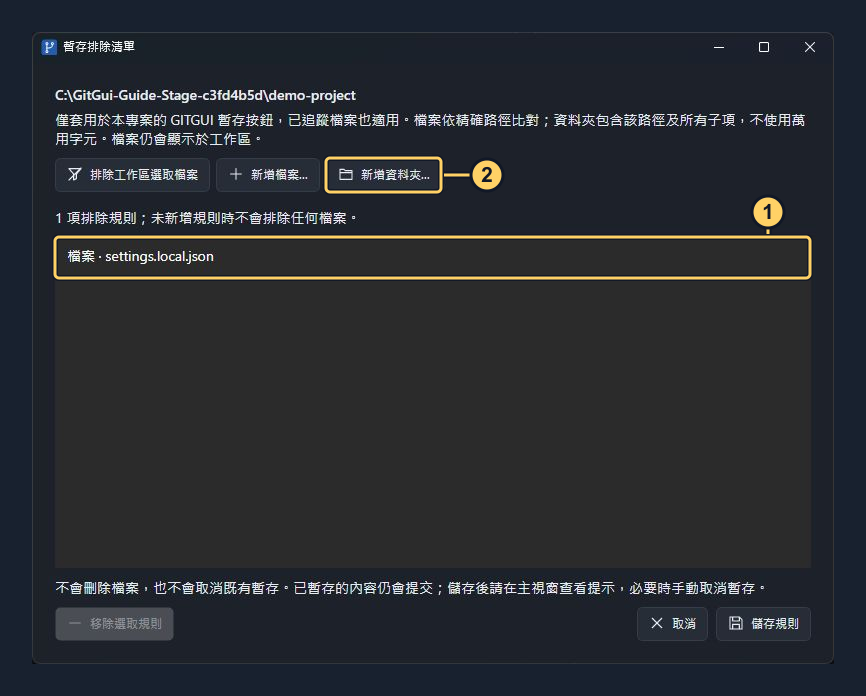 暫存排除清單
C:\GitGui-Guide-Stage-c3fd4b5d\demo-project
僅套用於本專案的 GITGUI 暫存按鈕，已追蹤檔案也適用。檔案依精確路徑比對；資料夾包含該路徑及所有子項，不使用萬
用字元。檔案仍會顯示於工作區。
排除工作區選取檔案
新增檔案...
新增資料夾...
2
1 項排除規則；未新增規則時不會排除任何檔案。
1
檔案 · settings.local.json
不會刪除檔案，也不會取消既有暫存。已暫存的內容仍會提交；儲存後請在主視窗查看提示，必要時手動取消暫存。
移除選取規則
取消
儲存規則